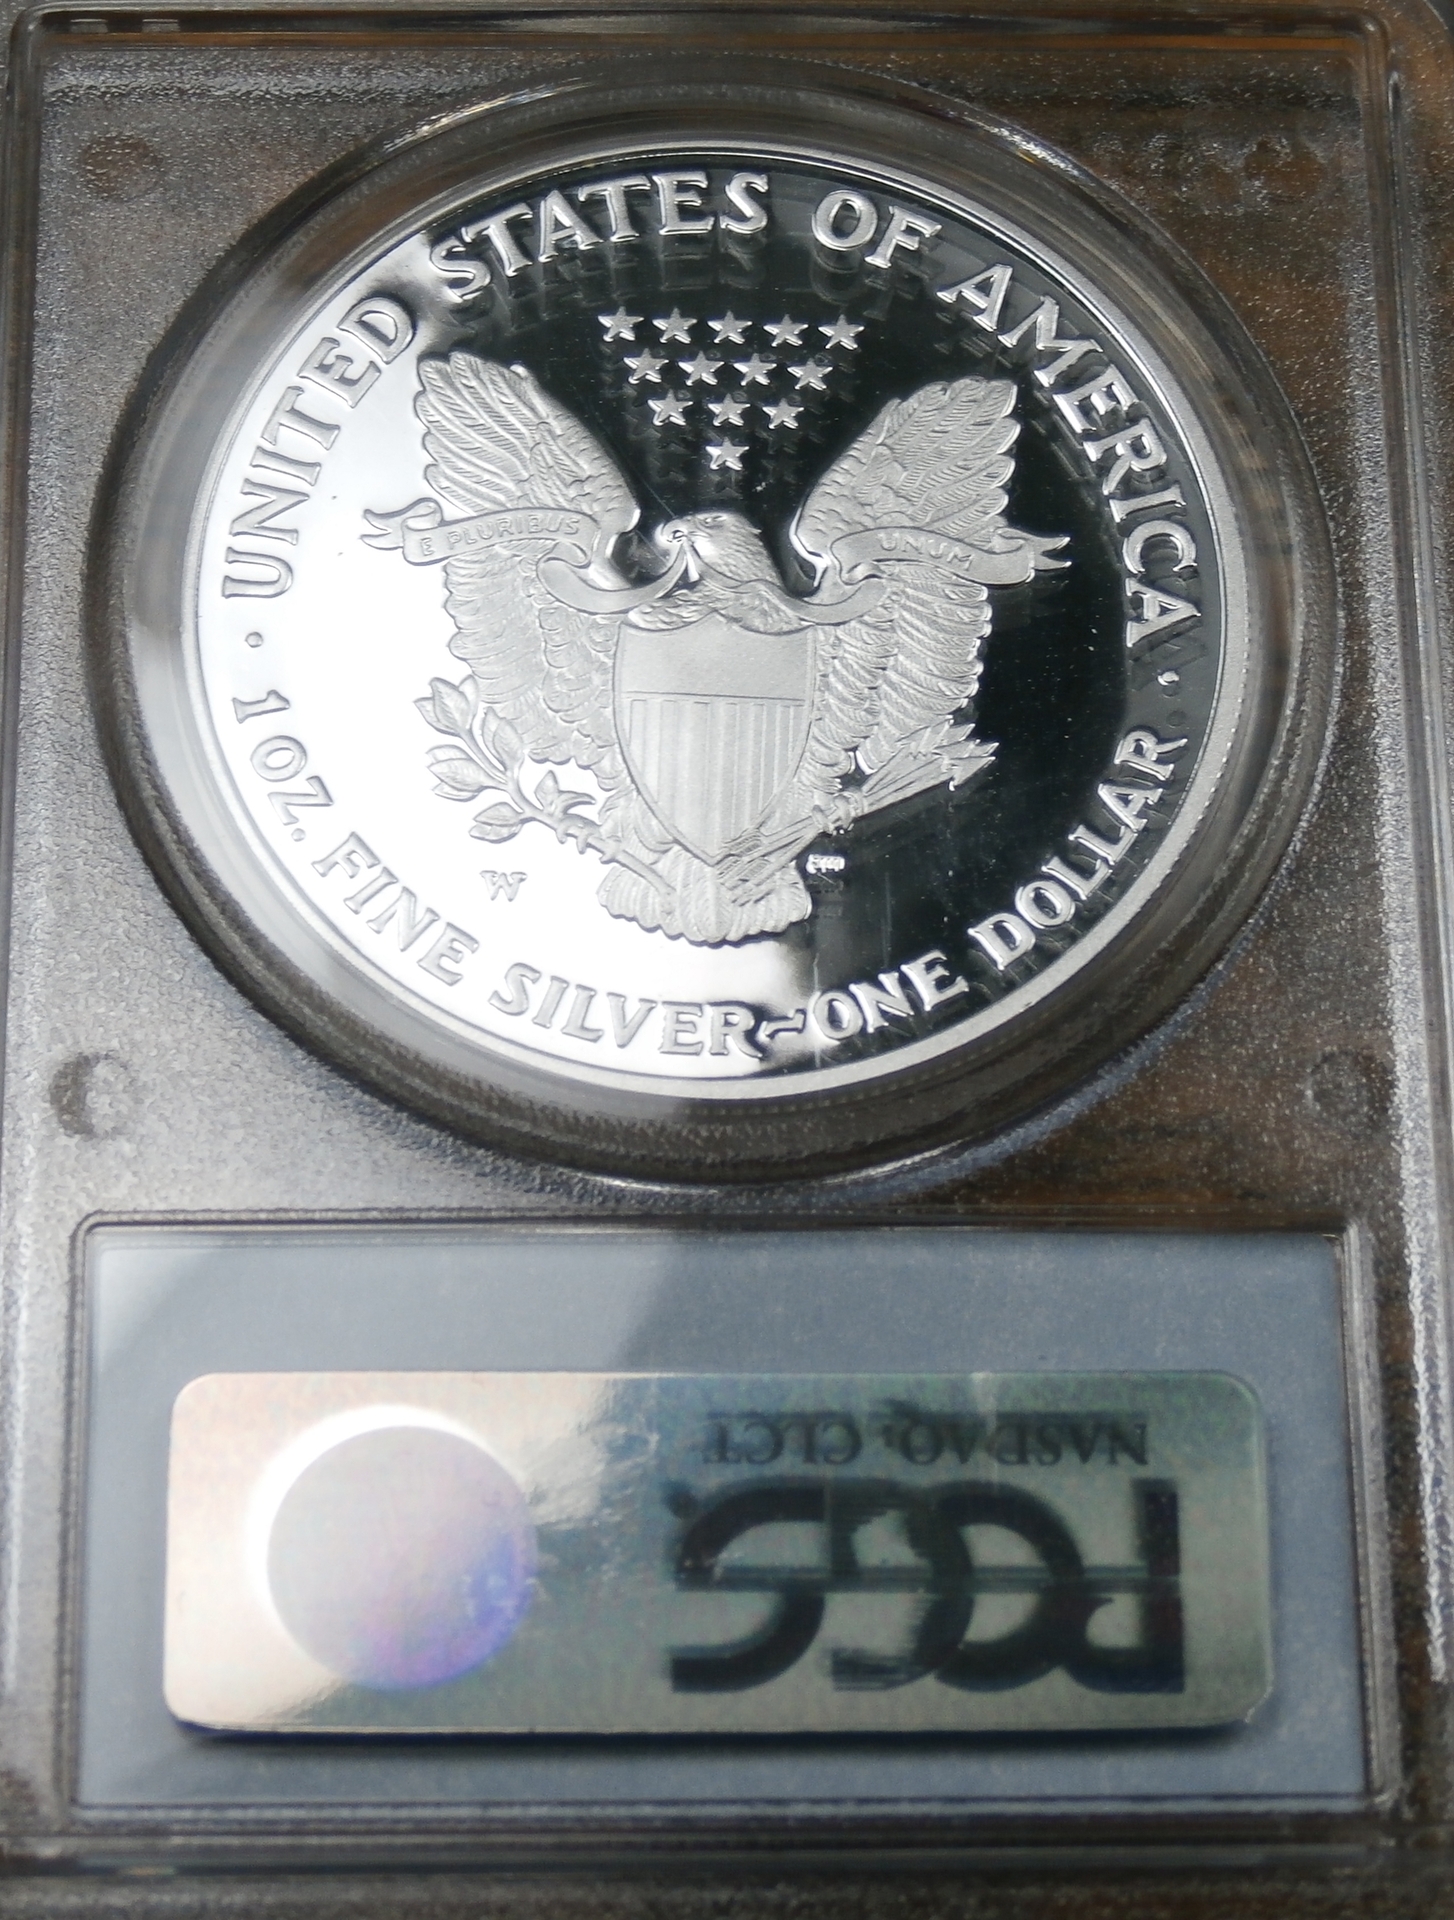 UNITED STATES OF AMERICA
E PLURIBUS UNUM
W
1 OZ. FINE SILVER~ONE DOLLAR
NASDAQ: CLCT
PCGS